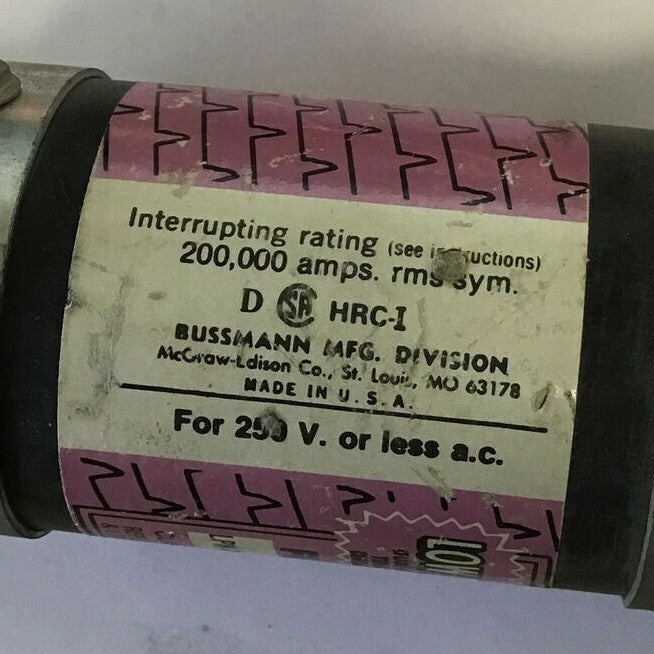 Interrupting rating (see instructions)
200,000 amps. rms sym.
D SA HRC-I
BUSSMANN MFG. DIVISION
McGraw-Edison Co., St. Louis, MO 63178
MADE IN U.S.A.
For 250 V. or less a.c.